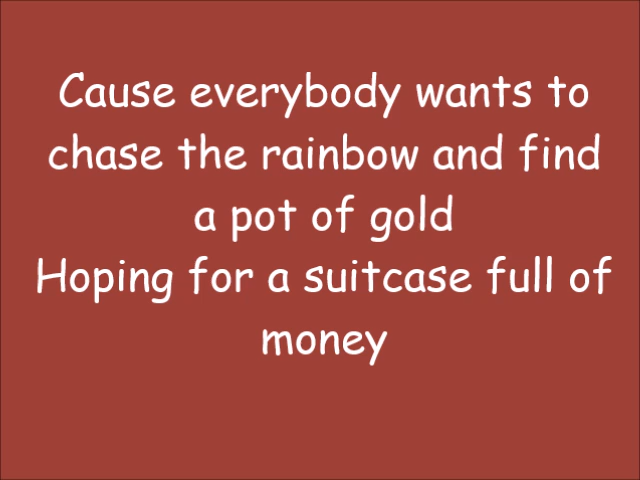 Cause everybody wants to
chase the rainbow and find
a pot of gold
Hoping for a suitcase full of
money